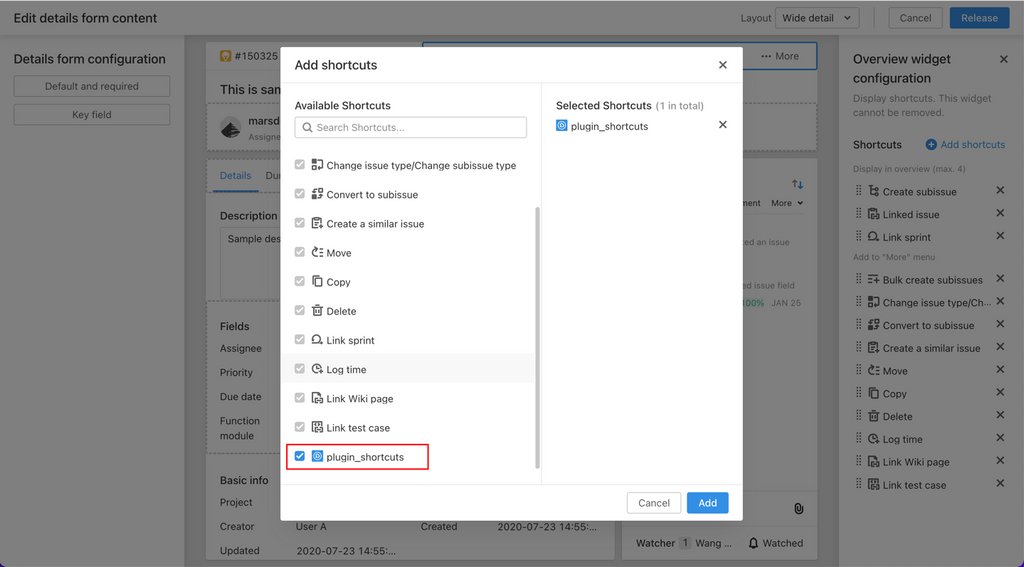 Edit details form content
Layout
Wide detail
Cancel
Release
Details form configuration
Default and required
Key field
#150325
More
This is san
marsd
Assigne
Details
Du
Description
Sample des
Fields
Assignee
Priority
Due date
Function
module
Basic info
Project
Creator
User A
Created
2020-07-23 14:55:...
Updated
2020-07-23 14:55:...
Add shortcuts
Available Shortcuts
Search Shortcuts...
Change issue type/Change subissue type
Convert to subissue
Create a similar issue
Move
Copy
Delete
Link sprint
Log time
Link Wiki page
Link test case
plugin_shortcuts
Selected Shortcuts (1 in total)
plugin_shortcuts
Cancel
Add
ment
More
ed an issue
ed issue field
100%
JAN 25
Watcher 1 Wang ...
Watched
Overview widget
configuration
Display shortcuts. This widget
cannot be removed.
Shortcuts
Add shortcuts
Display in overview (max. 4)
Create subissue
Linked issue
Link sprint
Add to "More" menu
Bulk create subissues
Change issue type/Ch...
Convert to subissue
Create a similar issue
Move
Copy
Delete
Log time
Link Wiki page
Link test case